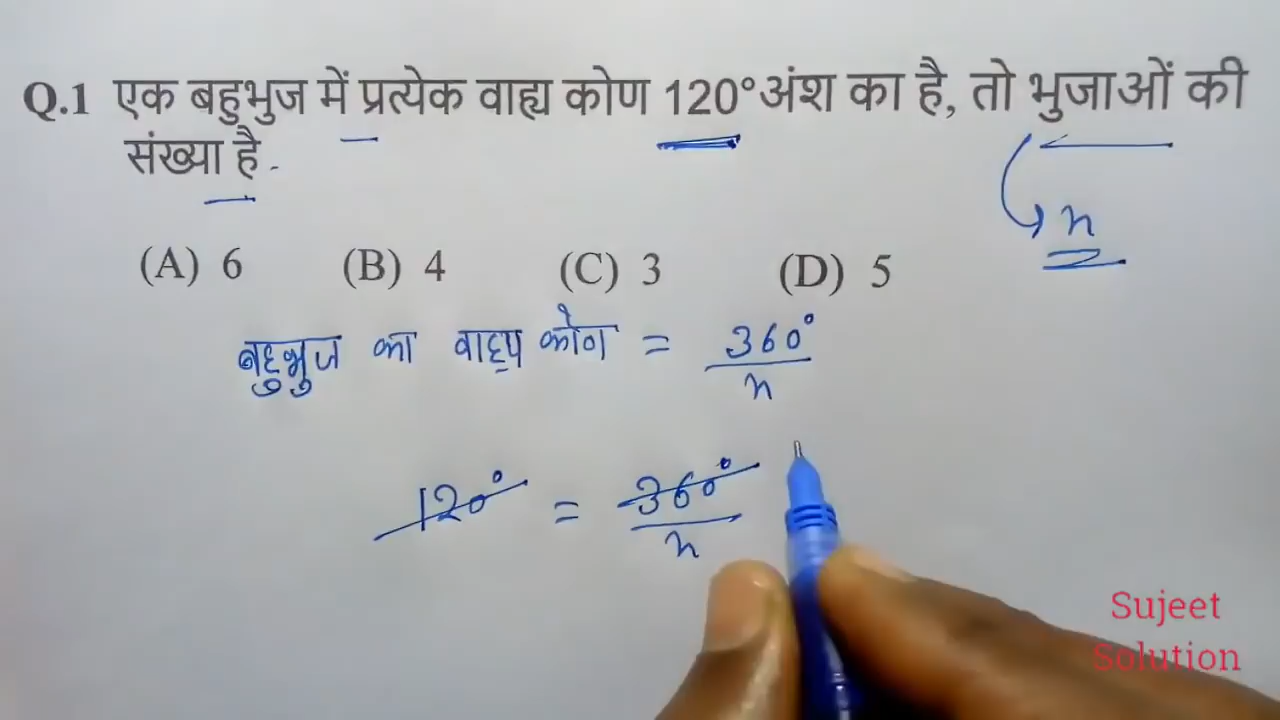 Q.1 एक बहुभुज में प्रत्येक वाह्य कोण 120° अंश का है, तो भुजाओं की
संख्या है -
n
(A) 6 (B) 4 (C) 3 (D) 5
बहुभुज का वाह्य कोण = 360°/n
120° = 360°/n
Sujeet
Solution